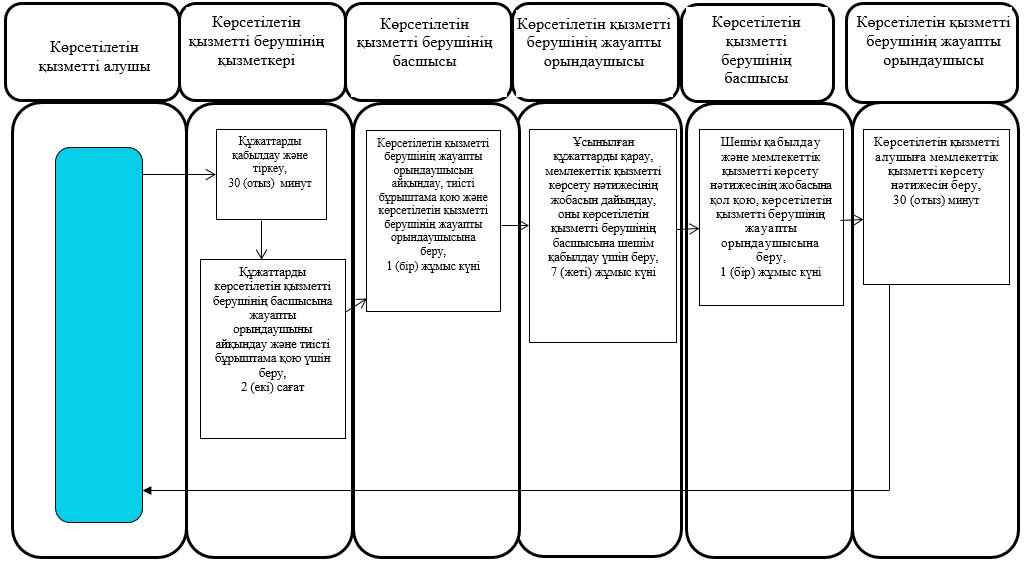 Көрсетілетін
қызметті алушы
Көрсетілетін
қызметті берушінің
қызметкері
Көрсетілетін
қызметті берушінің
басшысы
Көрсетілетін қызметті
берушінің жауапты
орындаушысы
Көрсетілетін
қызметті
берушінің
басшысы
Көрсетілетін қызметті
берушінің жауапты
орындаушысы
Құжаттарды
қабылдау және
тіркеу,
30 (отыз) минут
Құжаттарды
көрсетілетін қызметті
берушінің басшысына
жауапты
орындаушыны
айқындау және тиісті
бұрыштама қою үшін
беру,
2 (екі) сағат
Көрсетілетін қызметті
берушінің жауапты
орындаушысын
айқындау, тиісті
бұрыштама қою және
көрсетілетін қызметті
берушінің жауапты
орындаушысына
беру,
1 (бір) жұмыс күні
Ұсынылған
құжаттарды қарау,
мемлекеттік қызметті
көрсету нәтижесінің
жобасын дайындау,
оны көрсетілетін
қызметті берушінің
басшысына шешім
қабылдау үшін беру,
7 (жеті) жұмыс күні
Шешім қабылдау
және мемлекеттік
қызметті көрсету
нәтижесінің жобасына
қол қою, көрсетілетін
қызметті берушінің
жауапты
орындаушысына
беру,
1 (бір) жұмыс күні
Көрсетілетін қызметті
алушыға мемлекеттік
қызметті көрсету
нәтижесін беру,
30 (отыз) минут